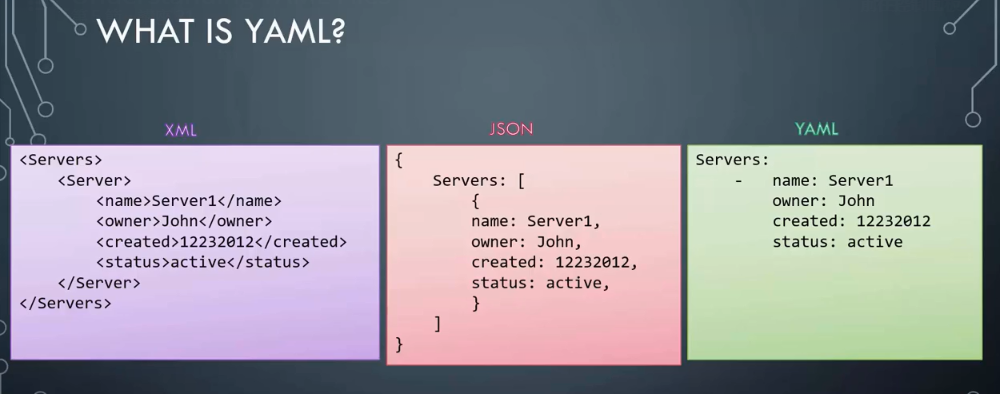 WHAT IS YAML?
XML
<Servers>
<Server>
<name>Server1</name>
<owner>John</owner>
<created>12232012</created>
<status>active</status>
</Server>
</Servers>
JSON
{
Servers: [
{
name: Server1,
owner: John,
created: 12232012,
status: active,
}
]
}
YAML
Servers:
- name: Server1
owner: John
created: 12232012
status: active